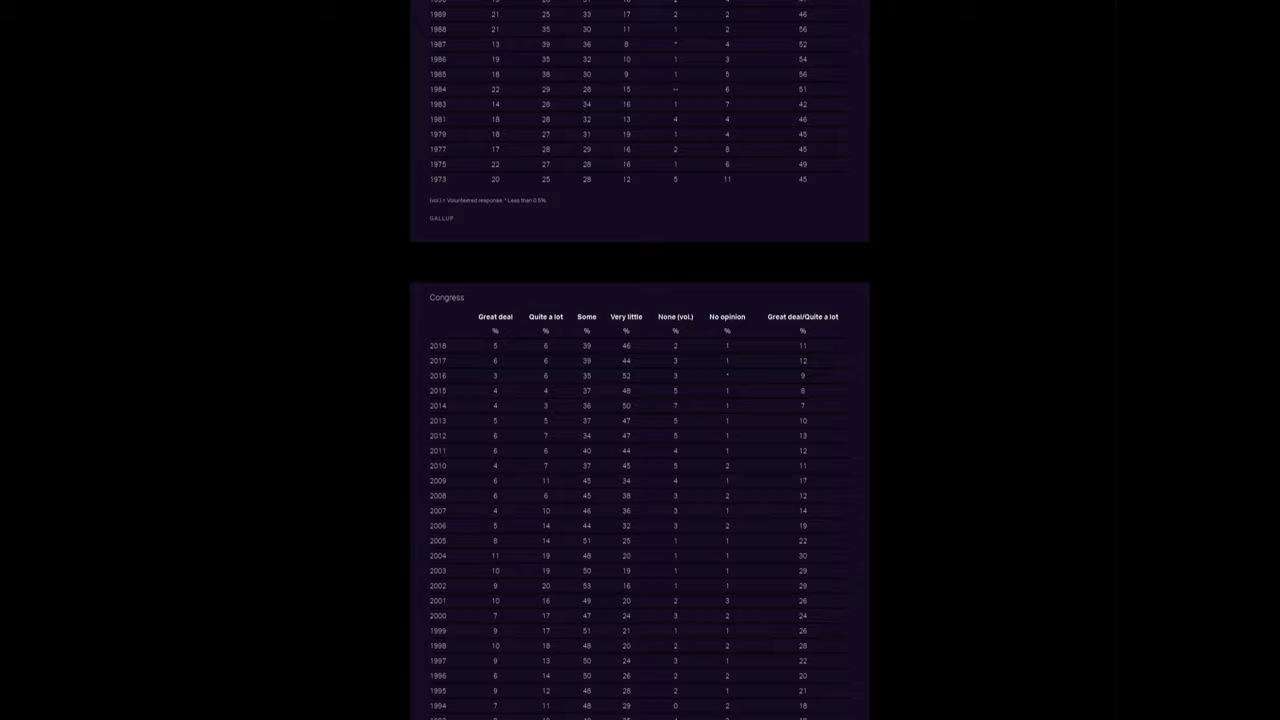 1989 21 25 33 17 2 2 46
1988 21 35 30 11 1 2 56
1987 13 39 36 8 * 4 52
1986 19 35 32 10 1 3 54
1985 18 38 30 9 1 5 56
1984 22 29 28 15 -- 6 51
1983 14 28 34 16 1 7 42
1981 18 28 32 13 4 4 46
1979 18 27 31 19 1 4 45
1977 17 28 29 16 2 8 45
1975 22 27 28 16 1 6 49
1973 20 25 28 12 5 11 45
(vol.) = Volunteered response; * Less than 0.5%
GALLUP
Congress
Great deal Quite a lot Some Very little None (vol.) No opinion Great deal/Quite a lot
% % % % % % %
2018 5 6 39 46 2 1 11
2017 6 6 39 44 3 1 12
2016 3 6 35 52 3 * 9
2015 4 4 37 48 5 1 8
2014 4 3 36 50 7 1 7
2013 5 5 37 47 5 1 10
2012 6 7 34 47 5 1 13
2011 6 6 40 44 4 1 12
2010 4 7 37 45 5 2 11
2009 6 11 45 34 4 1 17
2008 6 6 45 38 3 2 12
2007 4 10 46 36 3 1 14
2006 5 14 44 32 3 2 19
2005 8 14 51 25 1 1 22
2004 11 19 48 20 1 1 30
2003 10 19 50 19 1 1 29
2002 9 20 53 16 1 1 29
2001 10 16 49 20 2 3 26
2000 7 17 47 24 3 2 24
1999 9 17 51 21 1 1 26
1998 10 18 48 20 2 2 28
1997 9 13 50 24 3 1 22
1996 6 14 50 26 2 2 20
1995 9 12 48 28 2 1 21
1994 7 11 48 29 0 2 18